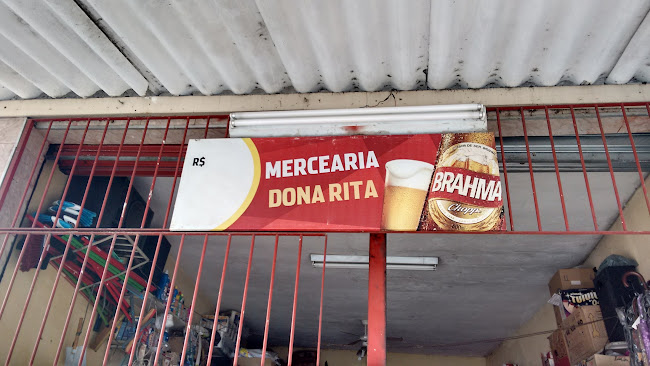 R$
MERCEARIA
DONA RITA
BRAHMA
Chopp